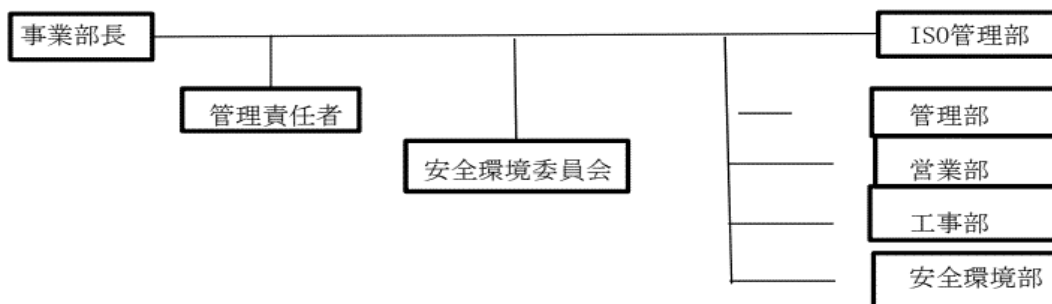 事業部長
ISO管理部
管理責任者
管理部
安全環境委員会
営業部
工事部
安全環境部